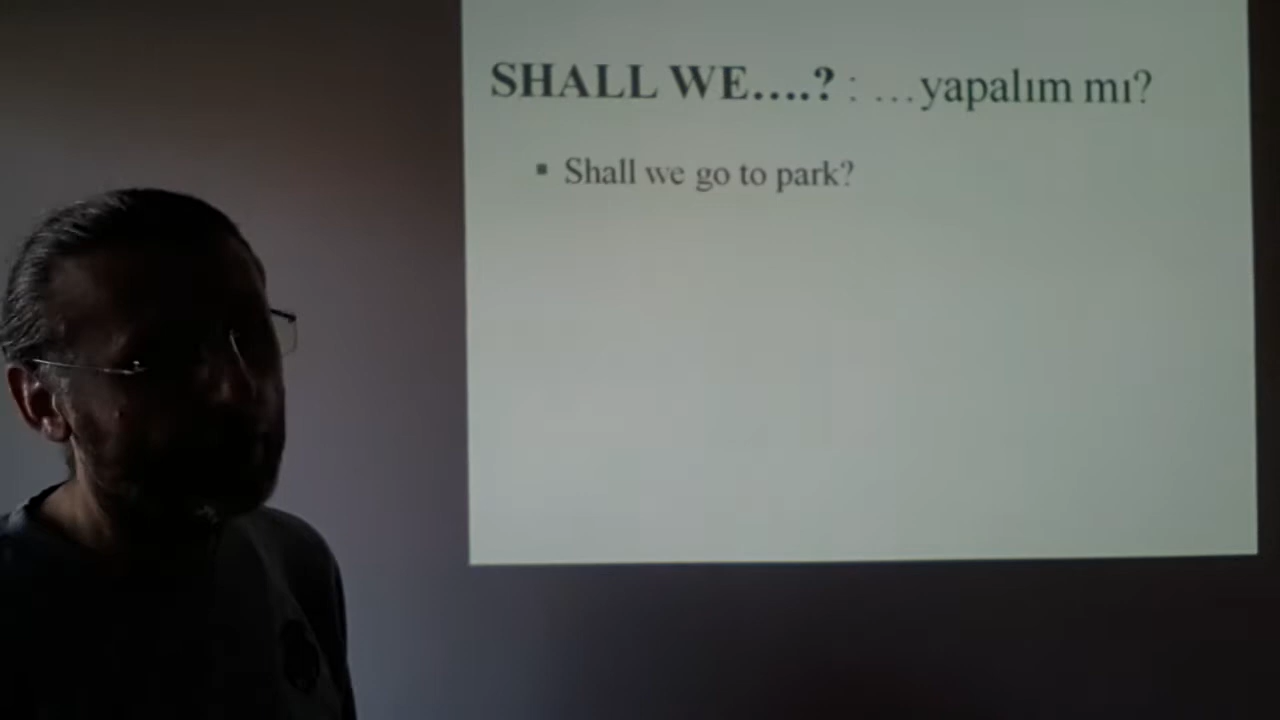 SHALL WE....? : ...yapalım mı?
▪ Shall we go to park?